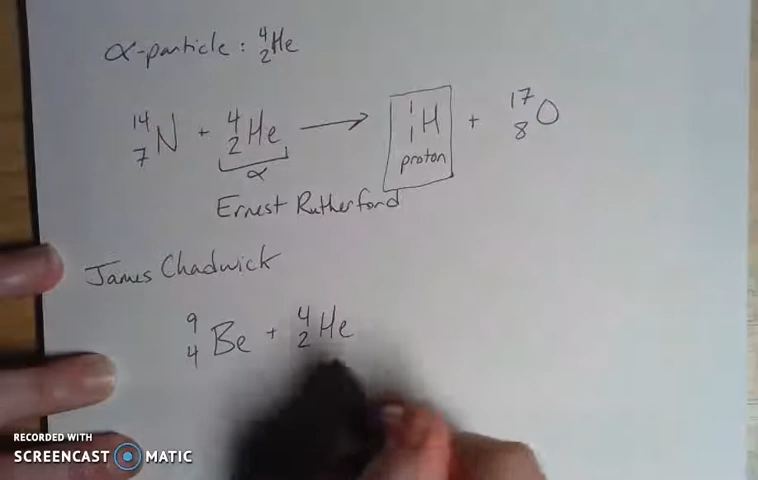 α-particle : ⁴₂He
¹⁴₇N + ⁴₂He → ¹₁H + ¹⁷₈O
α
proton
Ernest Rutherford
James Chadwick
⁹₄Be + ⁴₂He
RECORDED WITH
SCREENCAST MATIC